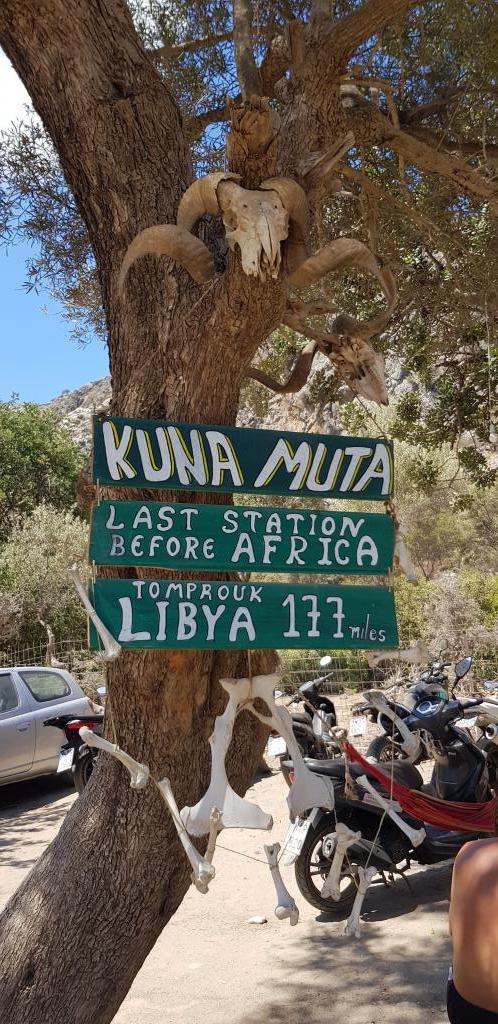 KUNA MUTA
LAST STATION
BEFORE AFRICA
TOMPROUK
LIBYA 177 miles